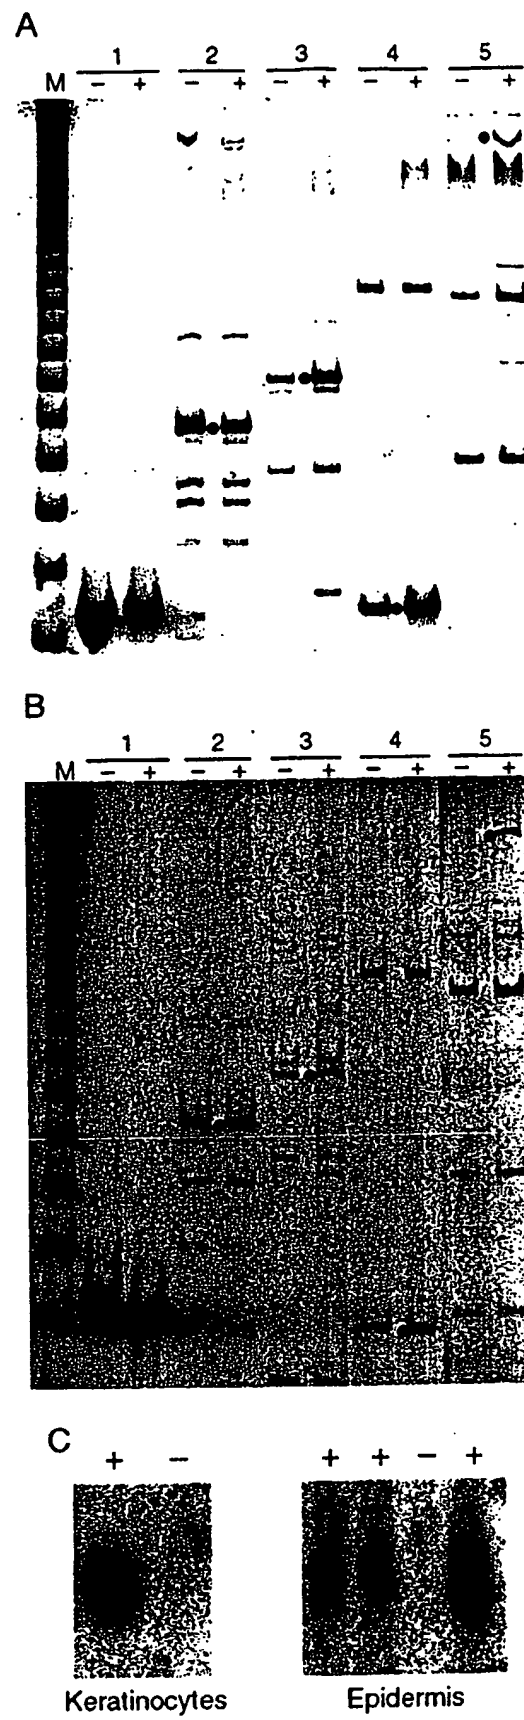 A
1 2 3 4 5
M − + − + − + − + − +
B
1 2 3 4 5
M − + − + − + − + − +
C
+ − + + − +
Keratinocytes Epidermis